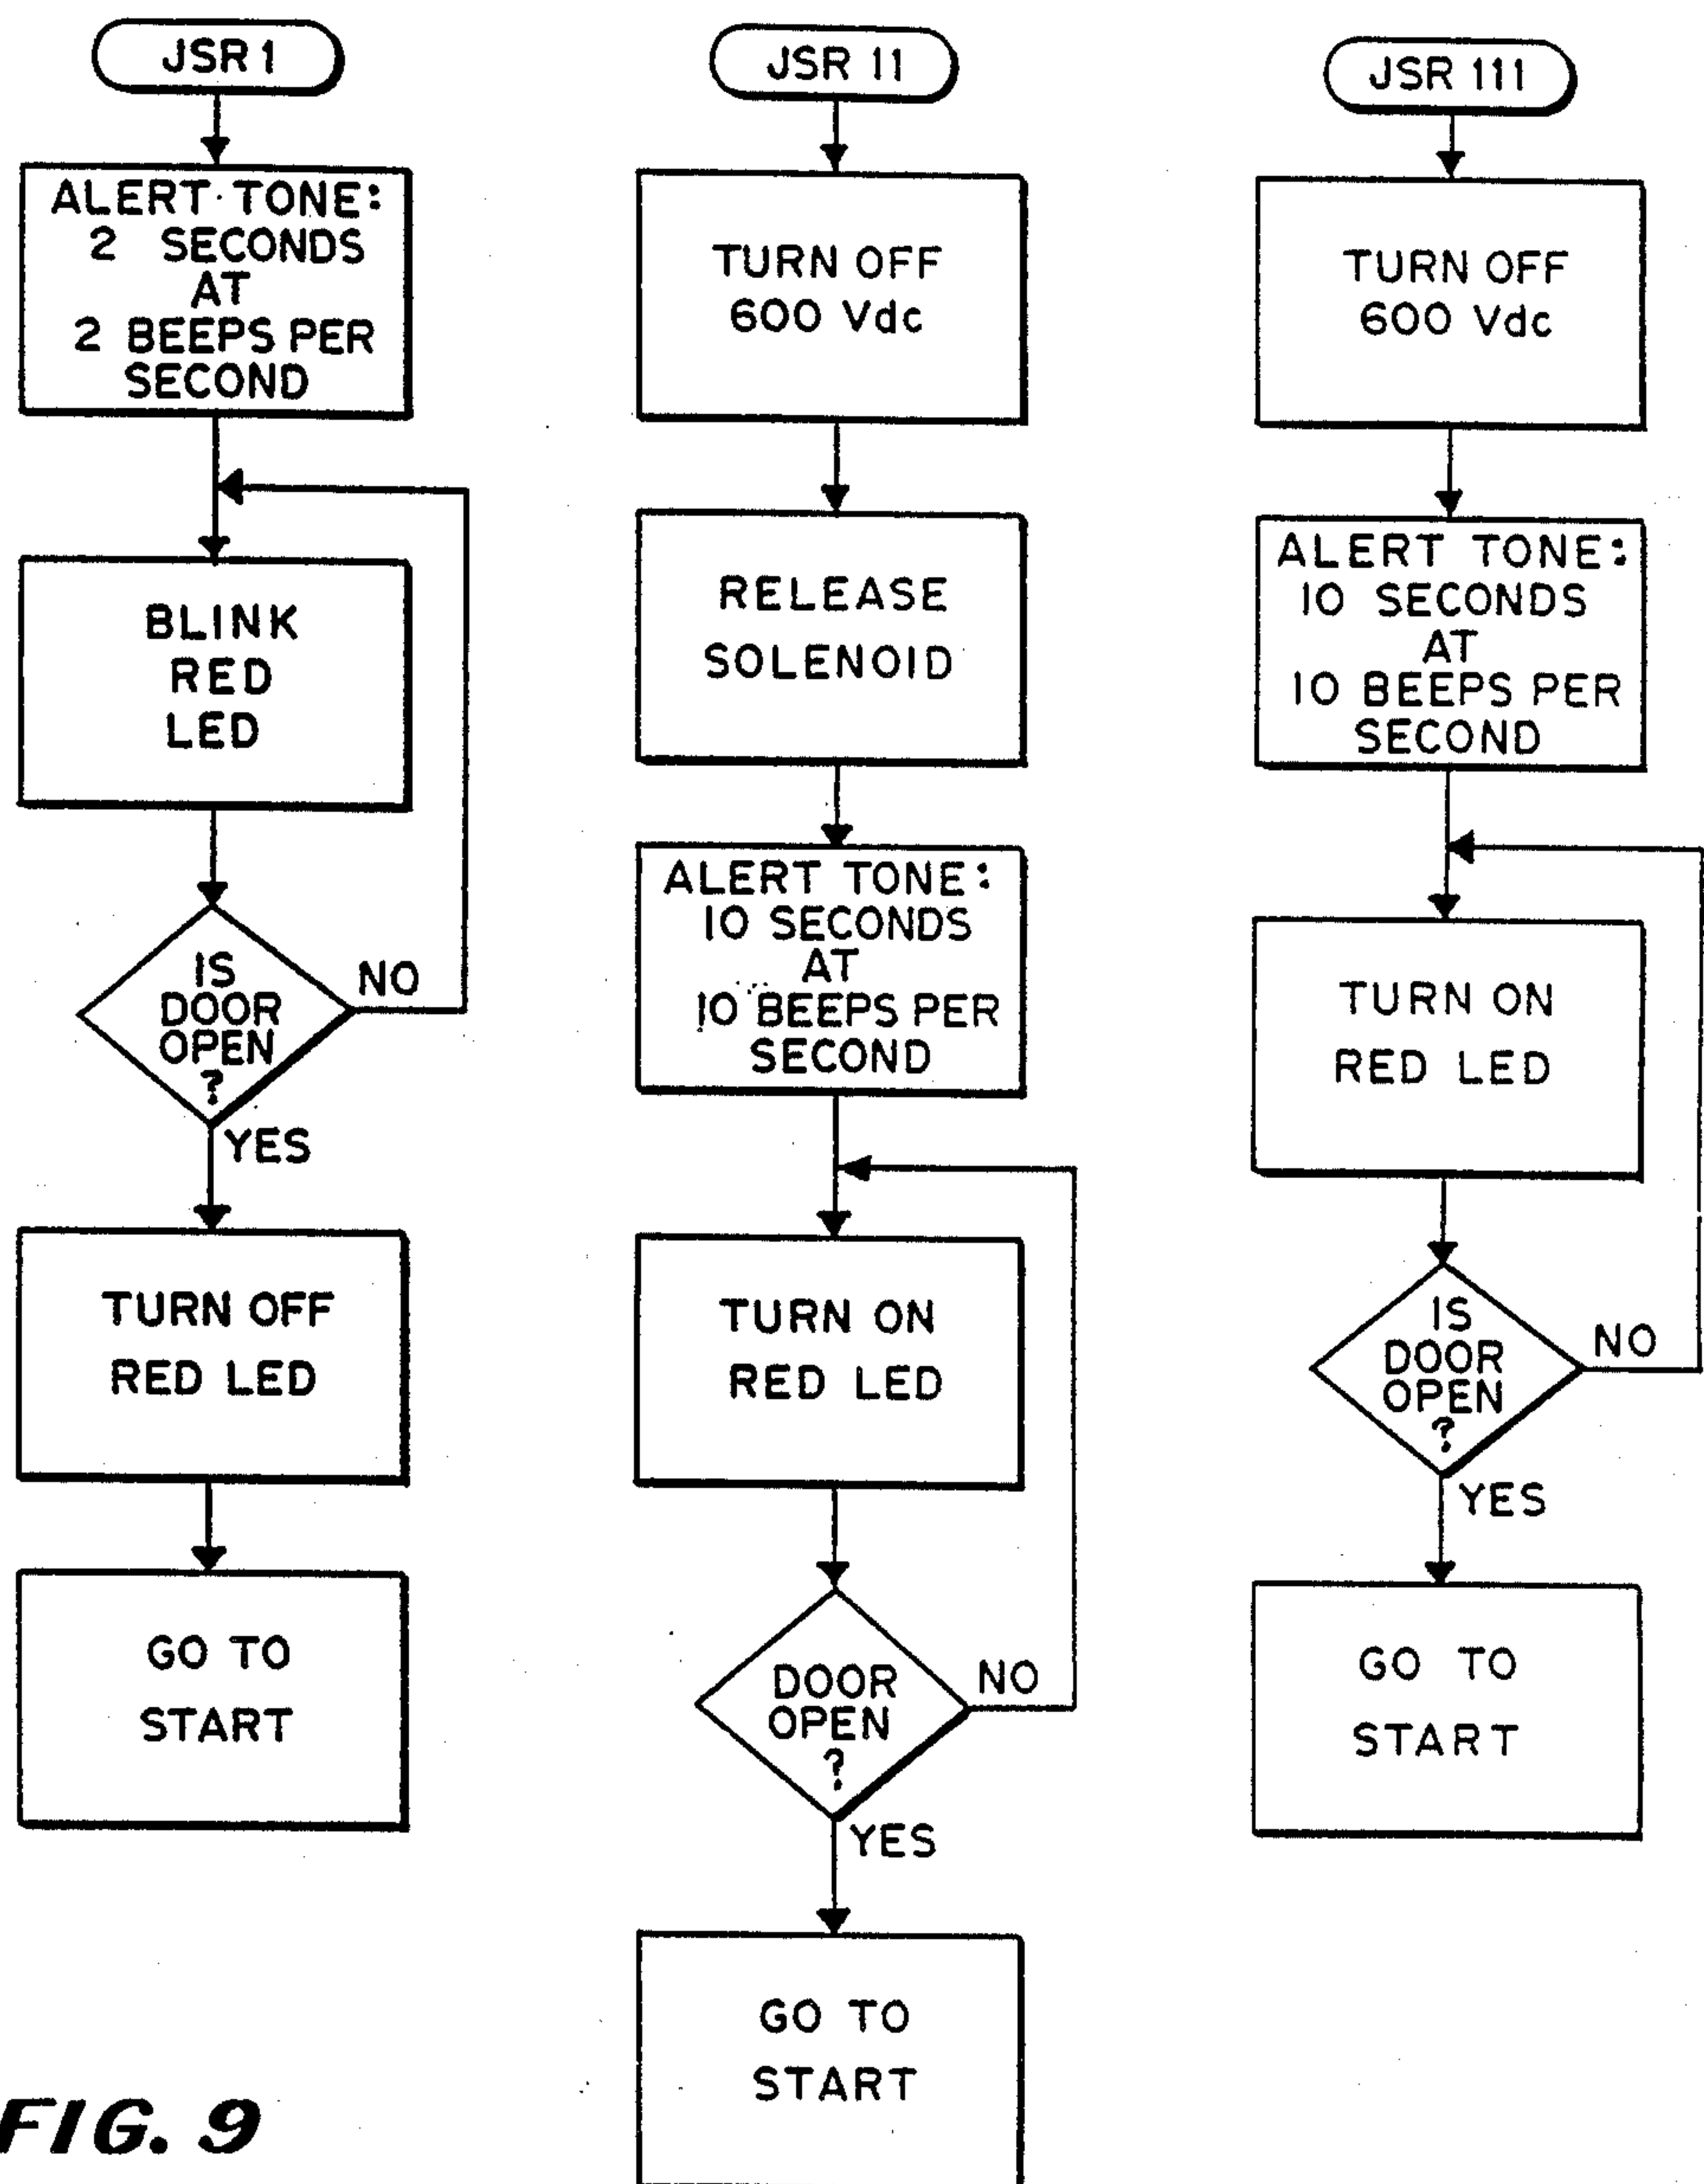 JSR 1
ALERT TONE:
2 SECONDS
AT
2 BEEPS PER
SECOND
BLINK
RED
LED
IS
DOOR
OPEN
?
NO
YES
TURN OFF
RED LED
GO TO
START
JSR 11
TURN OFF
600 Vdc
RELEASE
SOLENOID
ALERT TONE:
10 SECONDS
AT
10 BEEPS PER
SECOND
TURN ON
RED LED
DOOR
OPEN
?
NO
YES
GO TO
START
JSR 111
TURN OFF
600 Vdc
ALERT TONE:
10 SECONDS
AT
10 BEEPS PER
SECOND
TURN ON
RED LED
IS
DOOR
OPEN
?
NO
YES
GO TO
START
FIG. 9